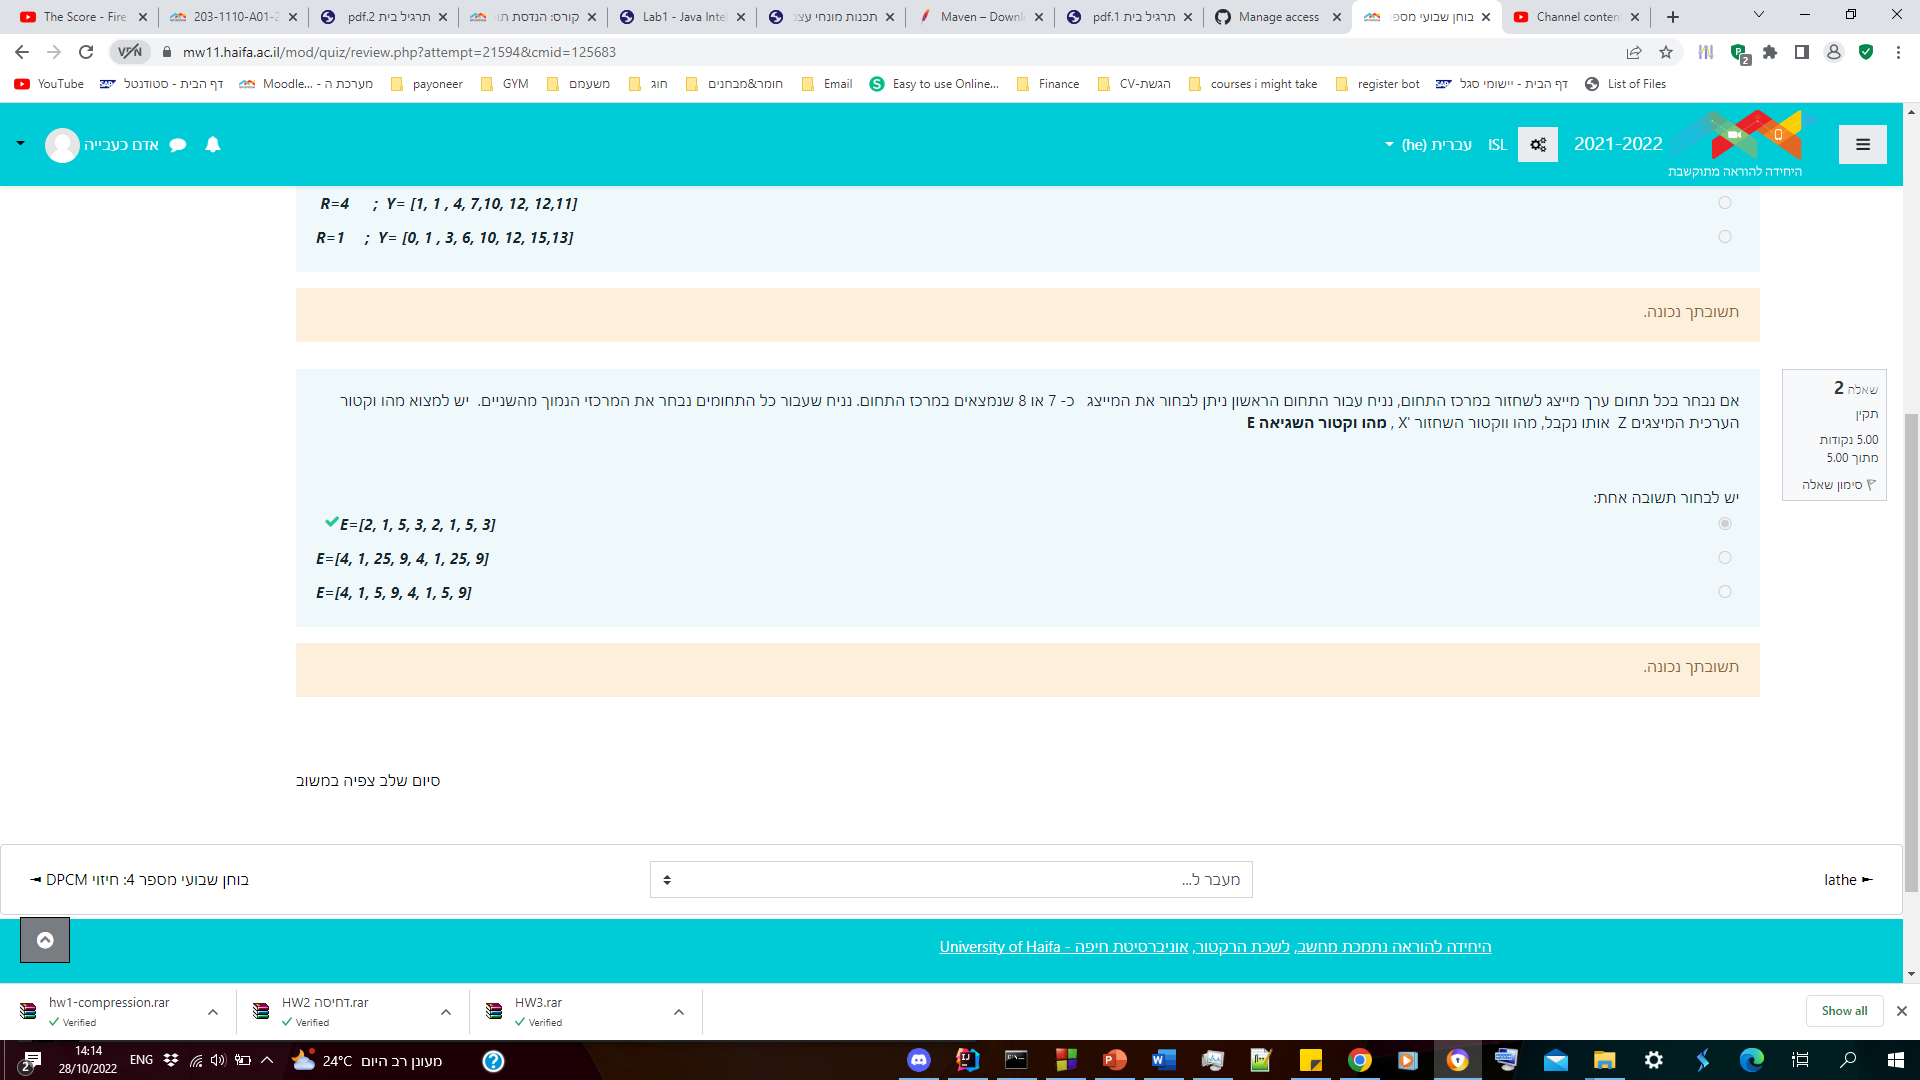 The Score - Fire
203-1110-A01-2
תרגיל בית 2.pdf
קורס: הנדסת תו
Lab1 - Java Inte
תכנות מונחי עצמ
Maven – Downl
תרגיל בית 1.pdf
Manage access
בוחן שבועי מספר
Channel conten
mw11.haifa.ac.il/mod/quiz/review.php?attempt=21594&cmid=125683
YouTube
דף הבית - סטודנטל
Moodle... - מערכת ה
payoneer
GYM
משעמם
חוג
חומר&מבחנים
Email
Easy to use Online...
Finance
CV-הגשת
courses i might take
register bot
דף הבית - יישומי סגל
List of Files
אדם כעבייה
עברית (he)
ISL
2021-2022
היחידה להוראה מתוקשבת
R=4 ; Y= [1, 1 , 4, 7,10, 12, 12,11]
R=1 ; Y= [0, 1 , 3, 6, 10, 12, 15,13]
תשובתך נכונה.
שאלה 2
תקין
5.00 נקודות
מתוך 5.00
סימון שאלה
אם נבחר בכל תחום ערך מייצג לשחזור במרכז התחום, נניח עבור התחום הראשון ניתן לבחור את המייצג כ- 7 או 8 שנמצאים במרכז התחום. נניח שעבור כל התחומים נבחר את המרכזי הנמוך מהשניים. יש למצוא מהו וקטור
הערכית המיצגים Z אותו נקבל, מהו ווקטור השחזור 'X , מהו וקטור השגיאה E
יש לבחור תשובה אחת:
E=[2, 1, 5, 3, 2, 1, 5, 3]
E=[4, 1, 25, 9, 4, 1, 25, 9]
E=[4, 1, 5, 9, 4, 1, 5, 9]
תשובתך נכונה.
סיום שלב צפיה במשוב
lathe
מעבר ל...
בוחן שבועי מספר 4: חיזוי DPCM
היחידה להוראה נתמכת מחשב, לשכת הרקטור, אוניברסיטת חיפה - University of Haifa
hw1-compression.rar
Verified
HW2 דחיסה.rar
Verified
HW3.rar
Verified
Show all
2
14:14
28/10/2022
ENG
24°C
מעונן רב היום